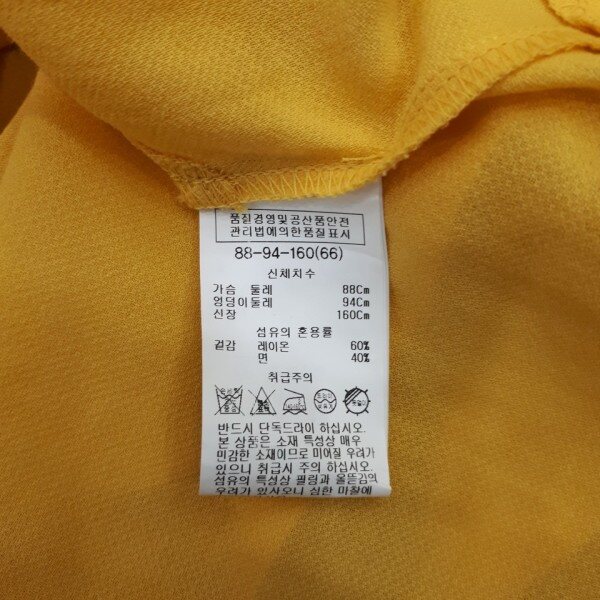 품질경영및공산품안전
관리법에의한품질표시
88-94-160(66)
신체치수
가슴 둘레 88Cm
엉덩이둘레 94Cm
신장 160Cm
섬유의 혼용률
겉감 레이온 60%
면 40%
취급주의
반드시 단독드라이 하십시오.
본 상품은 소재 특성상 매우
민감한 소재이므로 미어질 우려가
있으니 취급시 주의 하십시오.
섬유의 특성상 필링과 올뜯김의
우려가 있사오니 심한 마찰에